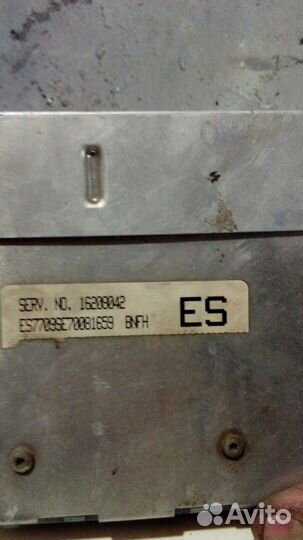 SERV. NO. 16208042
ES7709SE70081659 BNFH
ES
Avito